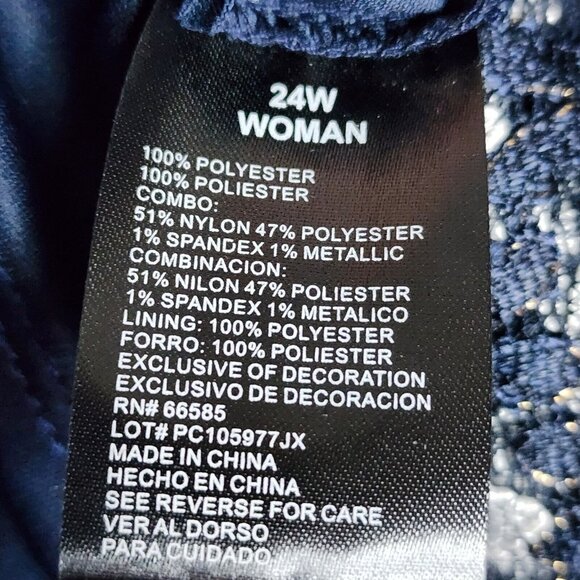 24W
WOMAN
100% POLYESTER
100% POLIESTER
COMBO:
51% NYLON 47% POLYESTER
1% SPANDEX 1% METALLIC
COMBINACION:
51% NILON 47% POLIESTER
1% SPANDEX 1% METALICO
LINING: 100% POLYESTER
FORRO: 100% POLIESTER
EXCLUSIVE OF DECORATION
EXCLUSIVO DE DECORACION
RN# 66585
LOT# PC105977JX
MADE IN CHINA
HECHO EN CHINA
SEE REVERSE FOR CARE
VER AL DORSO
PARA CUIDADO